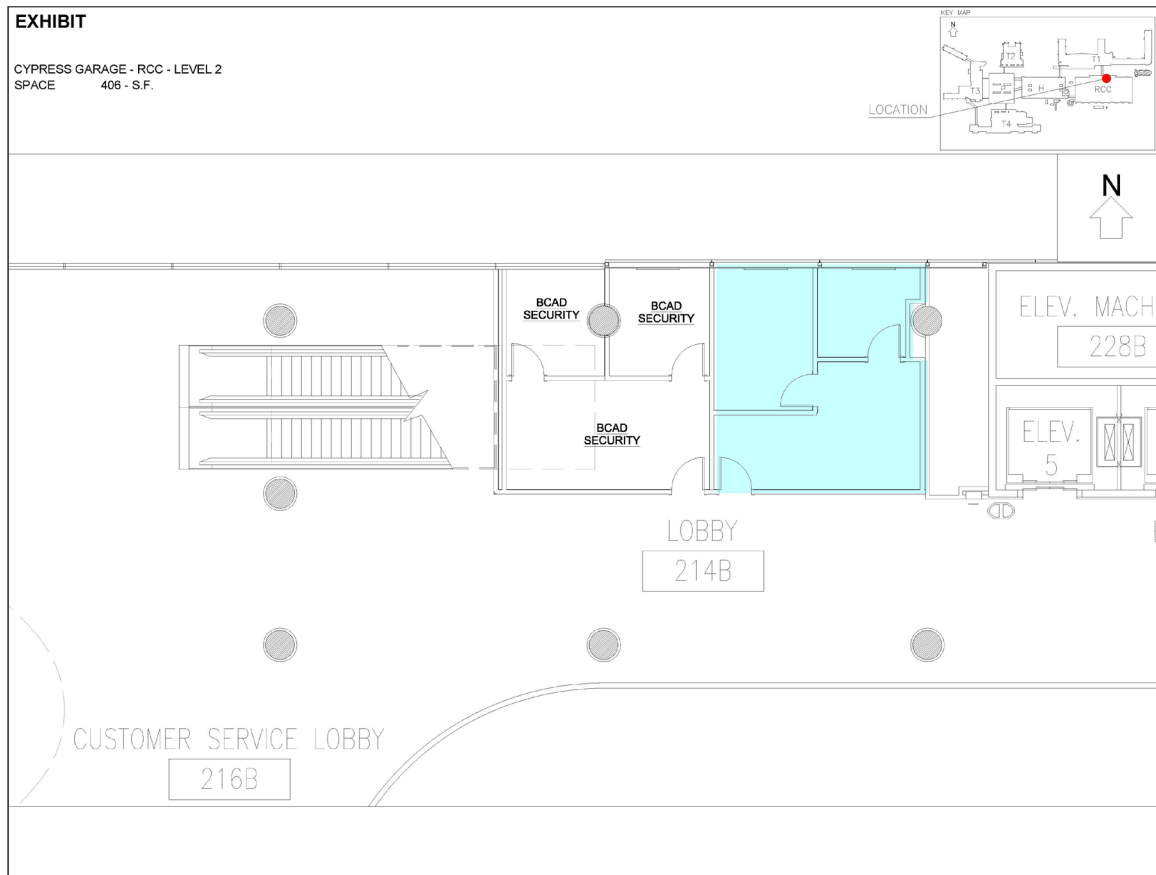 EXHIBIT
CYPRESS GARAGE - RCC - LEVEL 2
SPACE 406 - S.F.
KEY MAP
N
T2
T1
T3
P
H
RCC
T4
LOCATION
N
BCAD
SECURITY
BCAD
SECURITY
BCAD
SECURITY
ELEV. MACH
228B
ELEV.
5
LOBBY
214B
CUSTOMER SERVICE LOBBY
216B